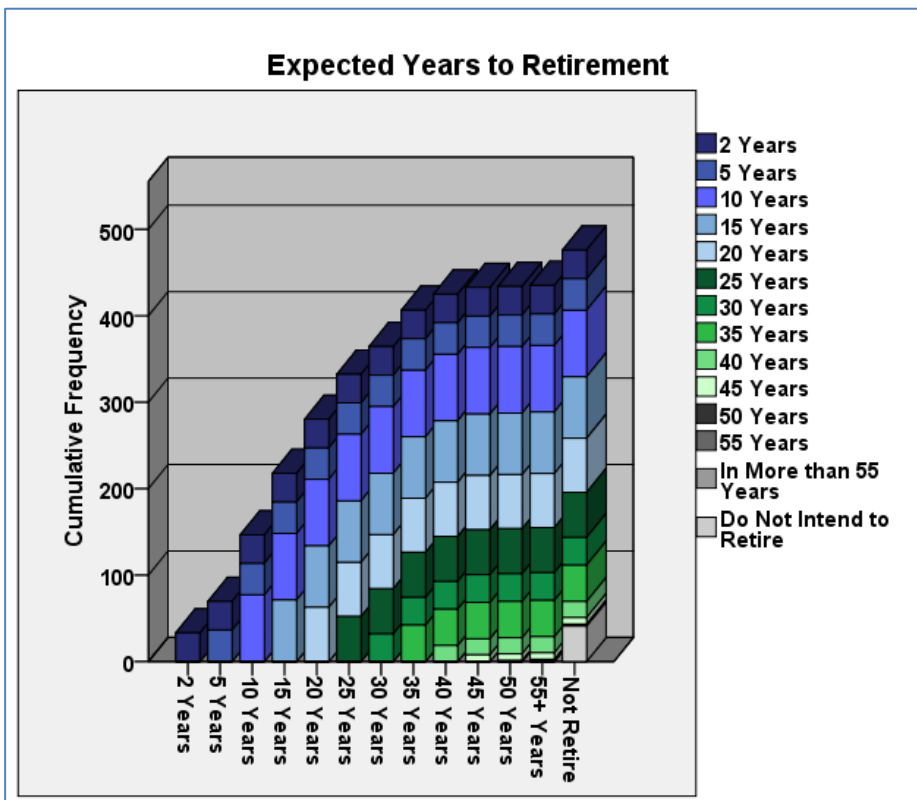 Expected Years to Retirement
Cumulative Frequency
500
400
300
200
100
0
2 Years
5 Years
10 Years
15 Years
20 Years
25 Years
30 Years
35 Years
40 Years
45 Years
50 Years
55+ Years
Not Retire
2 Years
5 Years
10 Years
15 Years
20 Years
25 Years
30 Years
35 Years
40 Years
45 Years
50 Years
55 Years
In More than 55
Years
Do Not Intend to
Retire